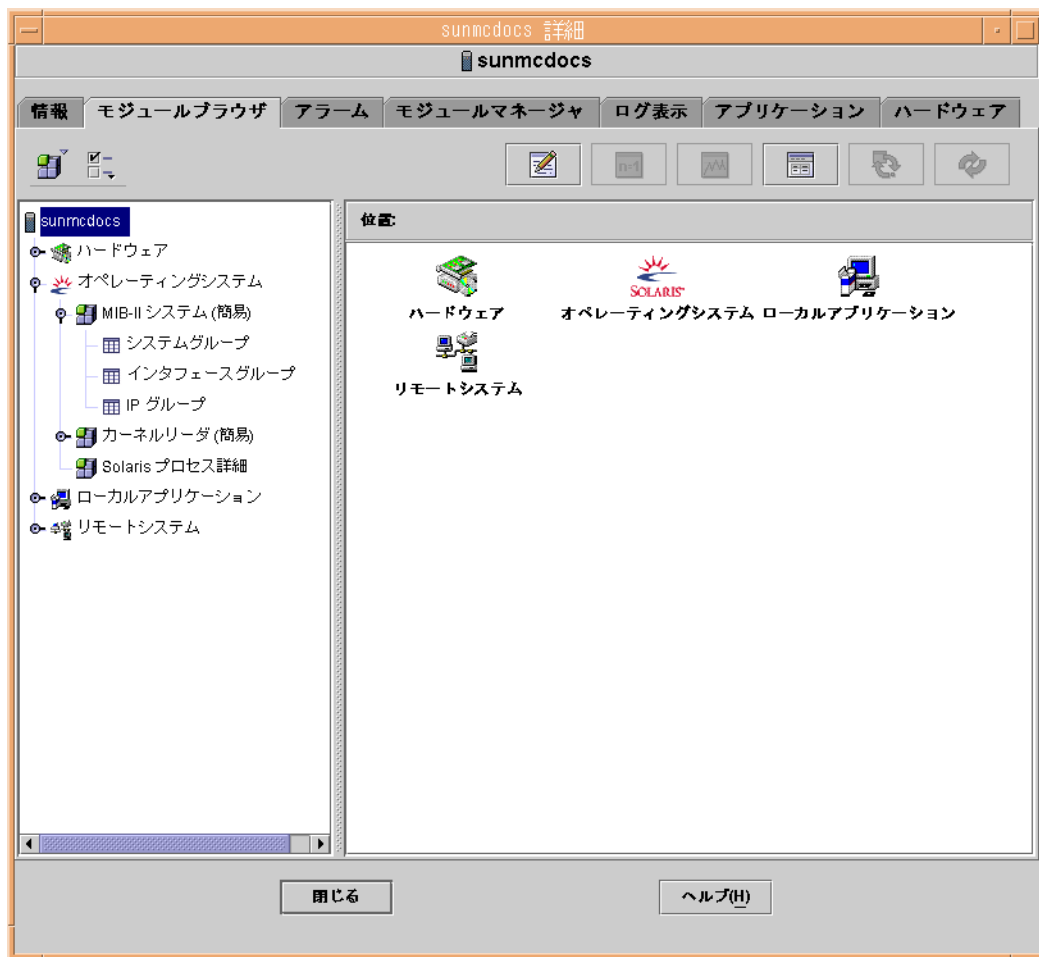 sunmcdocs 詳細
sunmcdocs
情報 モジュールブラウザ アラーム モジュールマネージャ ログ表示 アプリケーション ハードウェア
n=1
sunmcdocs
ハードウェア
オペレーティングシステム
MIB-II システム (簡易)
システムグループ
インタフェースグループ
IP グループ
カーネルリーダ (簡易)
Solaris プロセス詳細
ローカルアプリケーション
リモートシステム
位置:
SOLARIS
ハードウェア オペレーティングシステム ローカルアプリケーション
リモートシステム
閉じる ヘルプ(H)